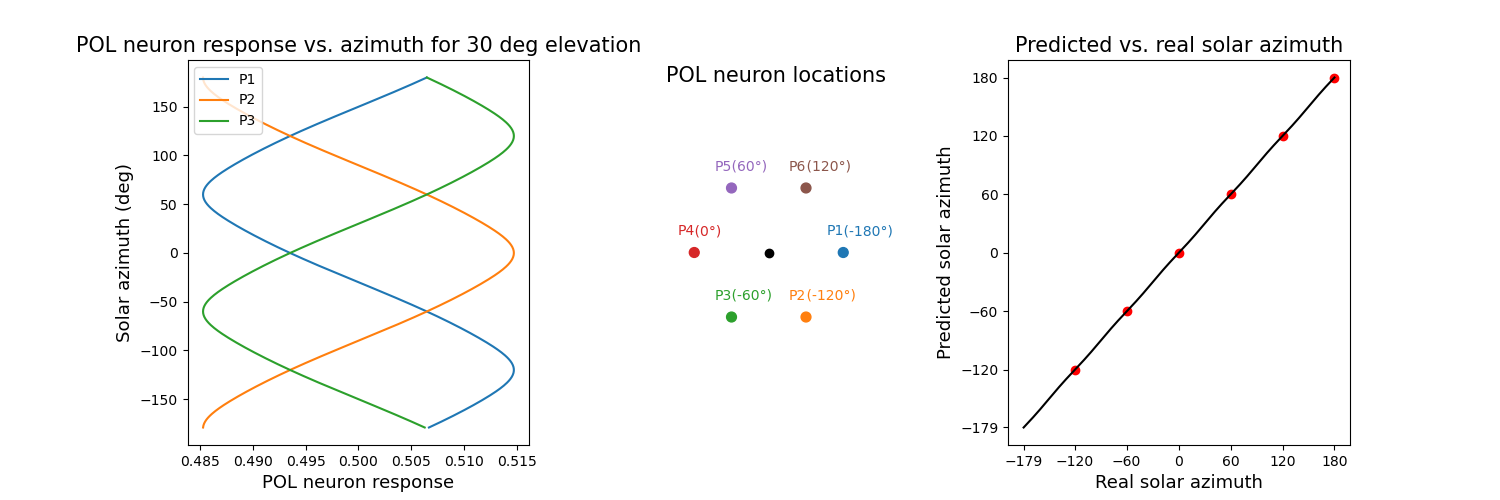 POL neuron response vs. azimuth for 30 deg elevation
P1
P2
P3
150
100
50
0
−50
−100
−150
Solar azimuth (deg)
0.485 0.490 0.495 0.500 0.505 0.510 0.515
POL neuron response
POL neuron locations
P5(60°) P6(120°)
P4(0°) P1(-180°)
P3(-60°) P2(-120°)
Predicted vs. real solar azimuth
180
120
60
0
−60
−120
−179
Predicted solar azimuth
−179 −120 −60 0 60 120 180
Real solar azimuth